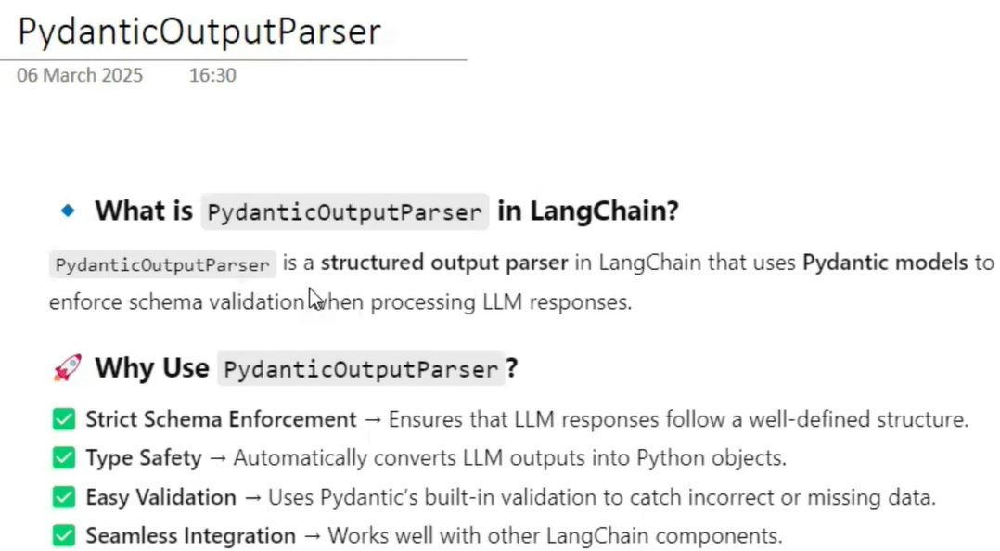 PydanticOutputParser
06 March 2025 16:30
What is PydanticOutputParser in LangChain?
PydanticOutputParser is a structured output parser in LangChain that uses Pydantic models to
enforce schema validation when processing LLM responses.
Why Use PydanticOutputParser?
Strict Schema Enforcement → Ensures that LLM responses follow a well-defined structure.
Type Safety → Automatically converts LLM outputs into Python objects.
Easy Validation → Uses Pydantic's built-in validation to catch incorrect or missing data.
Seamless Integration → Works well with other LangChain components.